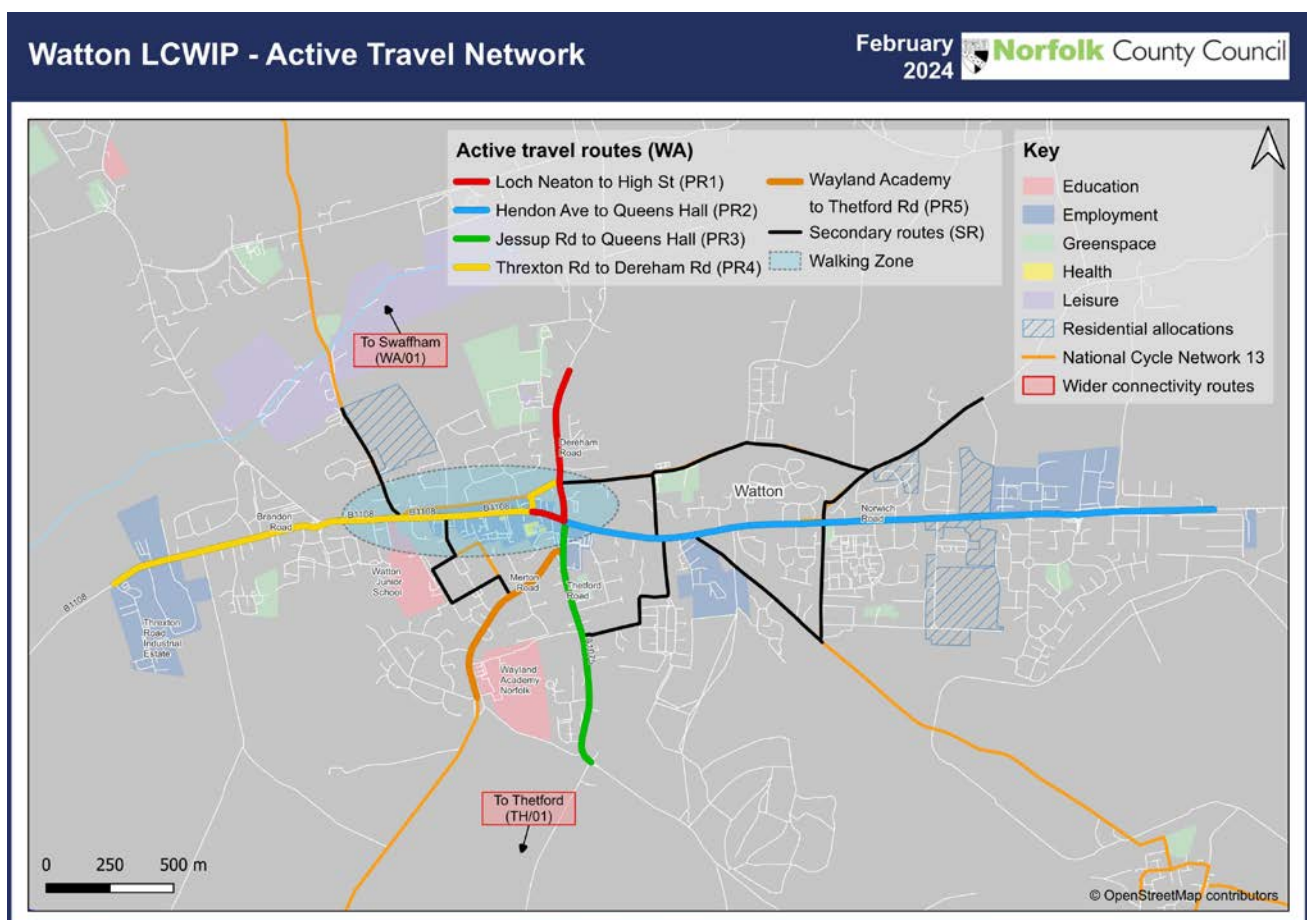 Watton LCWIP - Active Travel Network
February
2024
Norfolk County Council
Active travel routes (WA)
Loch Neaton to High St (PR1)
Hendon Ave to Queens Hall (PR2)
Jessup Rd to Queens Hall (PR3)
Threxton Rd to Dereham Rd (PR4)
Wayland Academy
to Thetford Rd (PR5)
Secondary routes (SR)
Walking Zone
Key
Education
Employment
Greenspace
Health
Leisure
Residential allocations
National Cycle Network 13
Wider connectivity routes
To Swaffham
(WA/01)
Dereham
Road
Watton
Norwich
Road
Brandon
Road
B1108
B1108
B1108
B1108
Watton
Junior
School
Merton
Road
Thetford
Road
Threxton
Road
Industrial
Estate
Wayland
Academy
Norfolk
To Thetford
(TH/01)
0 250 500 m
© OpenStreetMap contributors